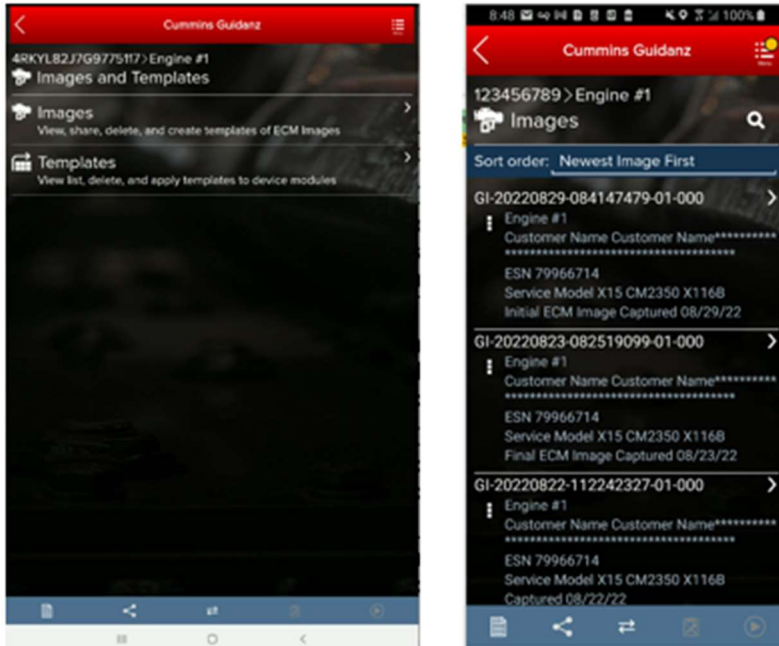 Cummins Guidanz
Menu
4RKYL82J7G9775117>Engine #1
Images and Templates
Images
View, share, delete, and create templates of ECM Images
Templates
View list, delete, and apply templates to device modules
8:48 100%
Cummins Guidanz
Menu
123456789>Engine #1
Images
Sort order: Newest Image First
GI-20220829-084147479-01-000
Engine #1
Customer Name Customer Name**********
************************************
ESN 79966714
Service Model X15 CM2350 X116B
Initial ECM Image Captured 08/29/22
GI-20220823-082519099-01-000
Engine #1
Customer Name Customer Name**********
************************************
ESN 79966714
Service Model X15 CM2350 X116B
Final ECM Image Captured 08/23/22
GI-20220822-112242327-01-000
Engine #1
Customer Name Customer Name**********
************************************
ESN 79966714
Service Model X15 CM2350 X116B
Captured 08/22/22